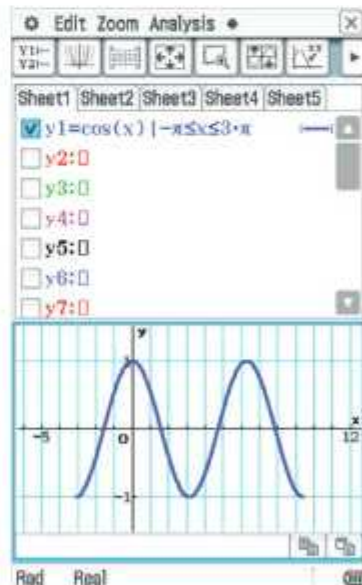 Edit Zoom Analysis
Sheet1 Sheet2 Sheet3 Sheet4 Sheet5
y1=cos(x)|-π≤x≤3·π
y2:□
y3:□
y4:□
y5:□
y6:□
y7:□
y
x
-5
0
12
-1
Rad Real